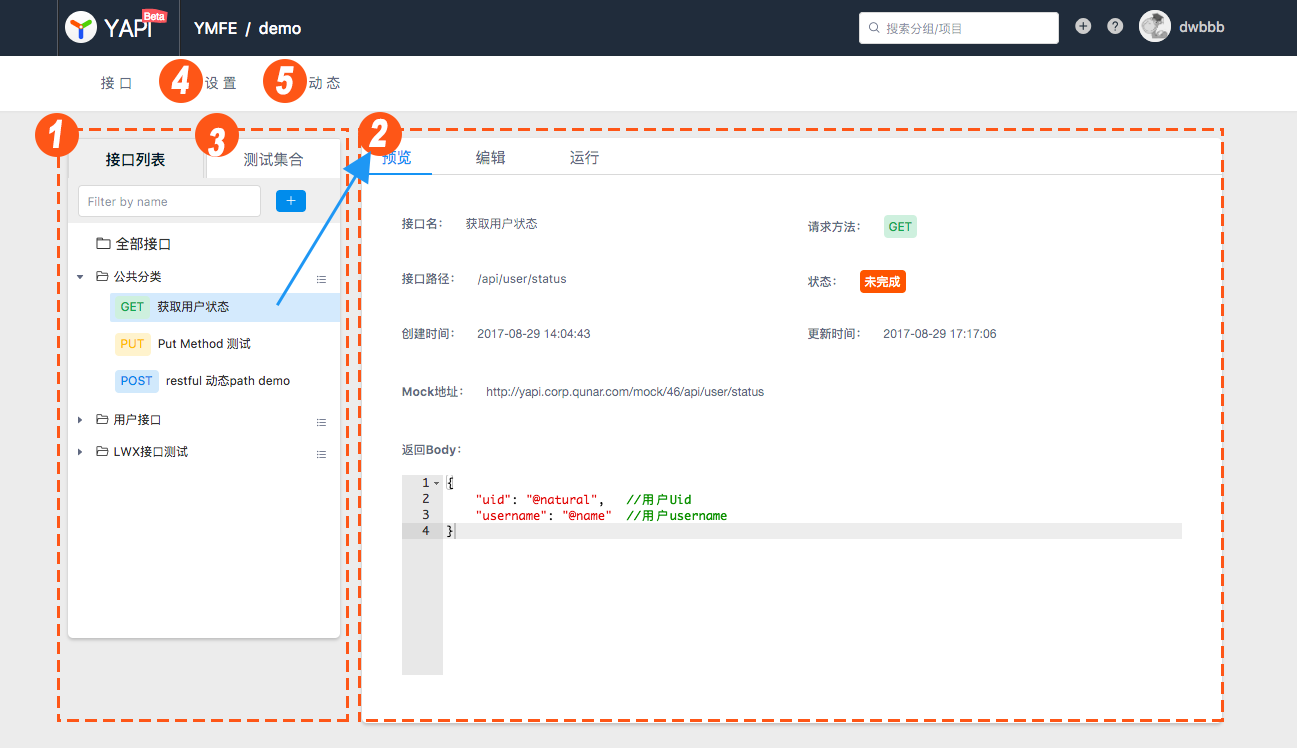 YAPI Beta YMFE / demo 搜索分组/项目 + ? dwbbb
接 口 4 设 置 5 动 态
1 3 2
接口列表 测试集合 预览 编辑 运行
Filter by name +
接口名： 获取用户状态 请求方法： GET
全部接口
公共分类 接口路径： /api/user/status 状态： 未完成
GET 获取用户状态
创建时间： 2017-08-29 14:04:43 更新时间： 2017-08-29 17:17:06
PUT Put Method 测试
POST restful 动态path demo
Mock地址： http://yapi.corp.qunar.com/mock/46/api/user/status
用户接口
LWX接口测试
返回Body：
1 {
2 "uid": "@natural", //用户Uid
3 "username": "@name" //用户username
4 }